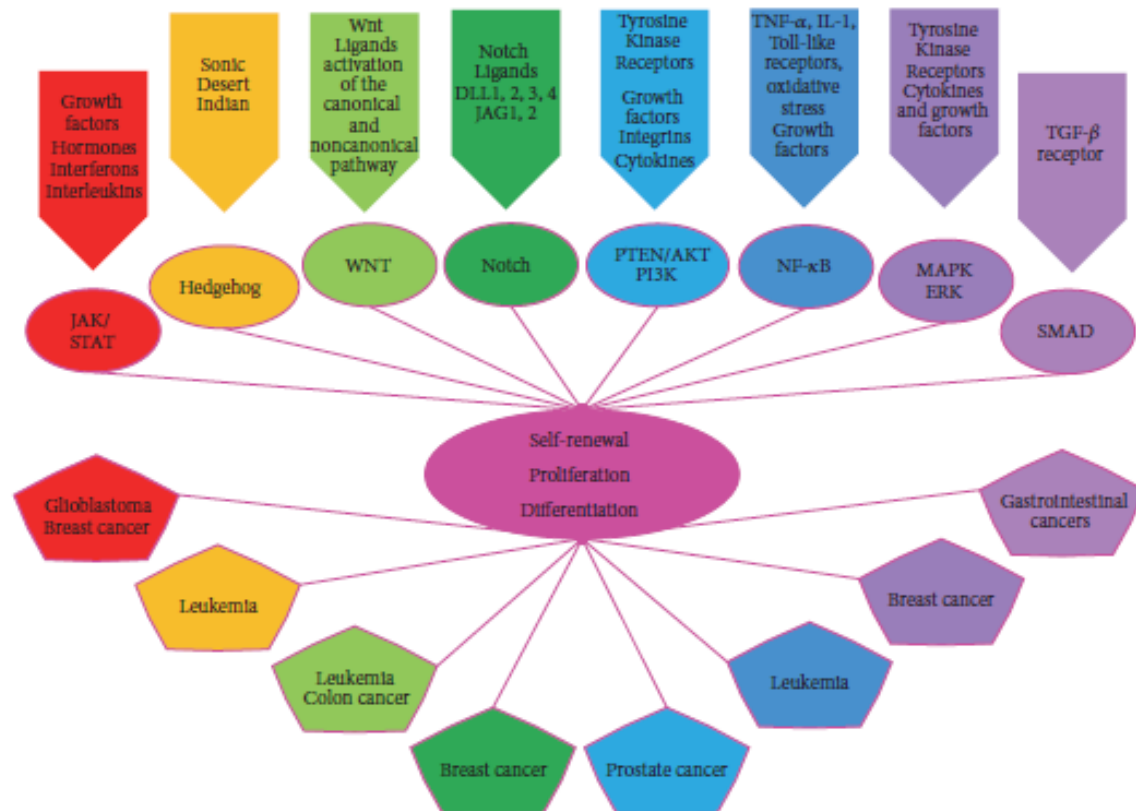 Growth
factors
Hormones
Interferons
Interleukins
Sonic
Desert
Indian
Wnt
Ligands
activation of the
canonical
and
noncanonical
pathway
Notch
Ligands
DLL1, 2, 3, 4
JAG1, 2
Tyrosine
Kinase
Receptors
Growth
factors
Integrins
Cytokines
TNF-α, IL-1,
Toll-like
receptors,
oxidative
stress
Growth
factors
Tyrosine
Kinase
Receptors
Cytokines
and growth
factors
TGF-β
receptor
JAK/
STAT
Hedgehog
WNT
Notch
PTEN/AKT
PI3K
NF-κB
MAPK
ERK
SMAD
Self-renewal
Proliferation
Differentiation
Glioblastoma
Breast cancer
Leukemia
Leukemia
Colon cancer
Breast cancer
Prostate cancer
Leukemia
Breast cancer
Gastrointestinal
cancers